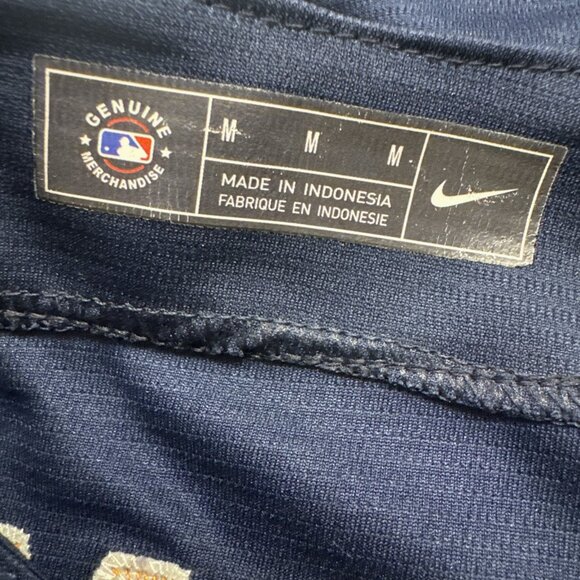 GENUINE
MERCHANDISE
M M M
MADE IN INDONESIA
FABRIQUE EN INDONESIE